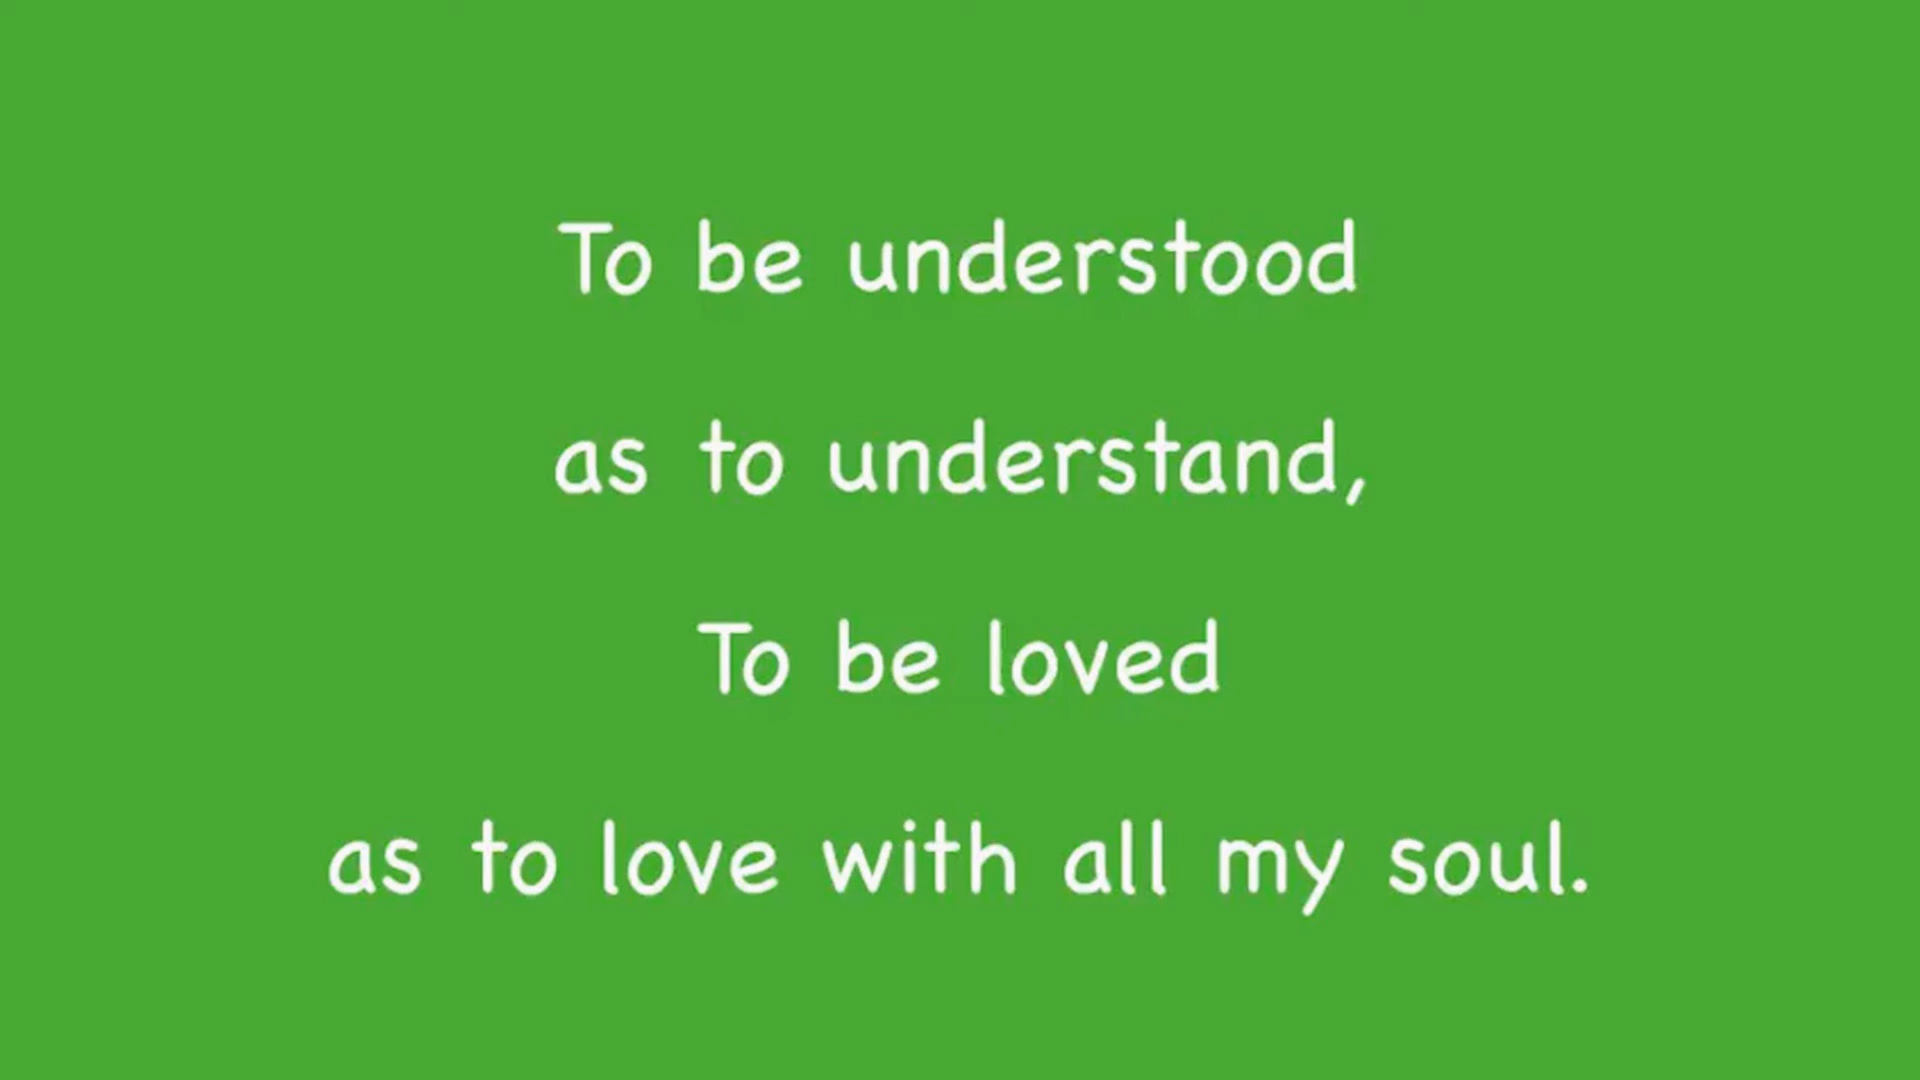 To be understood
as to understand,
To be loved
as to love with all my soul.